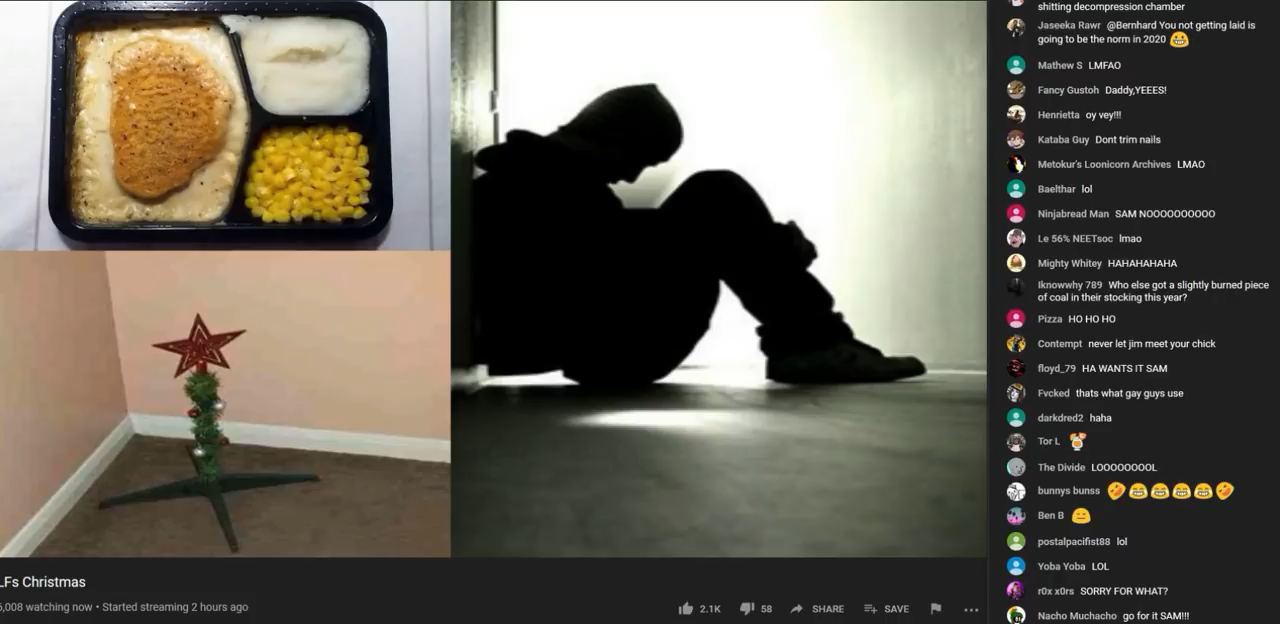 LFs Christmas
6,008 watching now • Started streaming 2 hours ago
2.1K
58
SHARE
SAVE
shitting decompression chamber
Jaseeka Rawr @Bernhard You not getting laid is
going to be the norm in 2020
Mathew S LMFAO
Fancy Gustoh Daddy,YEEES!
Henrietta oy vey!!!
Kataba Guy Dont trim nails
Metokur's Loonicorn Archives LMAO
Baelthar lol
Ninjabread Man SAM NOOOOOOOOOO
Le 56% NEETsoc lmao
Mighty Whitey HAHAHAHAHA
Iknowwhy 789 Who else got a slightly burned piece
of coal in their stocking this year?
Pizza HO HO HO
Contempt never let jim meet your chick
floyd_79 HA WANTS IT SAM
Fvcked thats what gay guys use
darkdred2 haha
Tor L
The Divide LOOOOOOOOL
bunnys bunss
Ben B
postalpacifist88 lol
Yoba Yoba LOL
r0x x0rs SORRY FOR WHAT?
Nacho Muchacho go for it SAM!!!